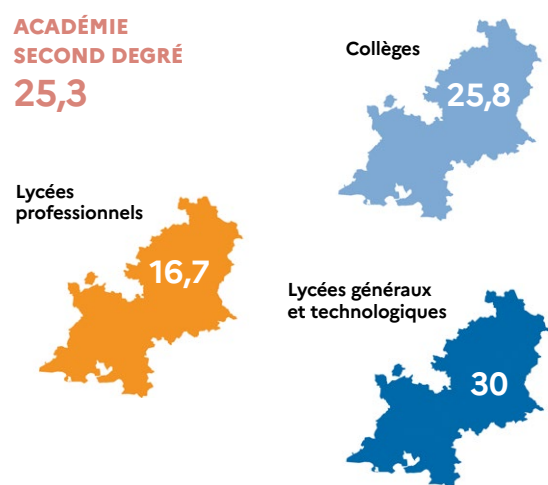 ACADÉMIE
SECOND DEGRÉ
25,3
Collèges
25,8
Lycées
professionnels
16,7
Lycées généraux
et technologiques
30